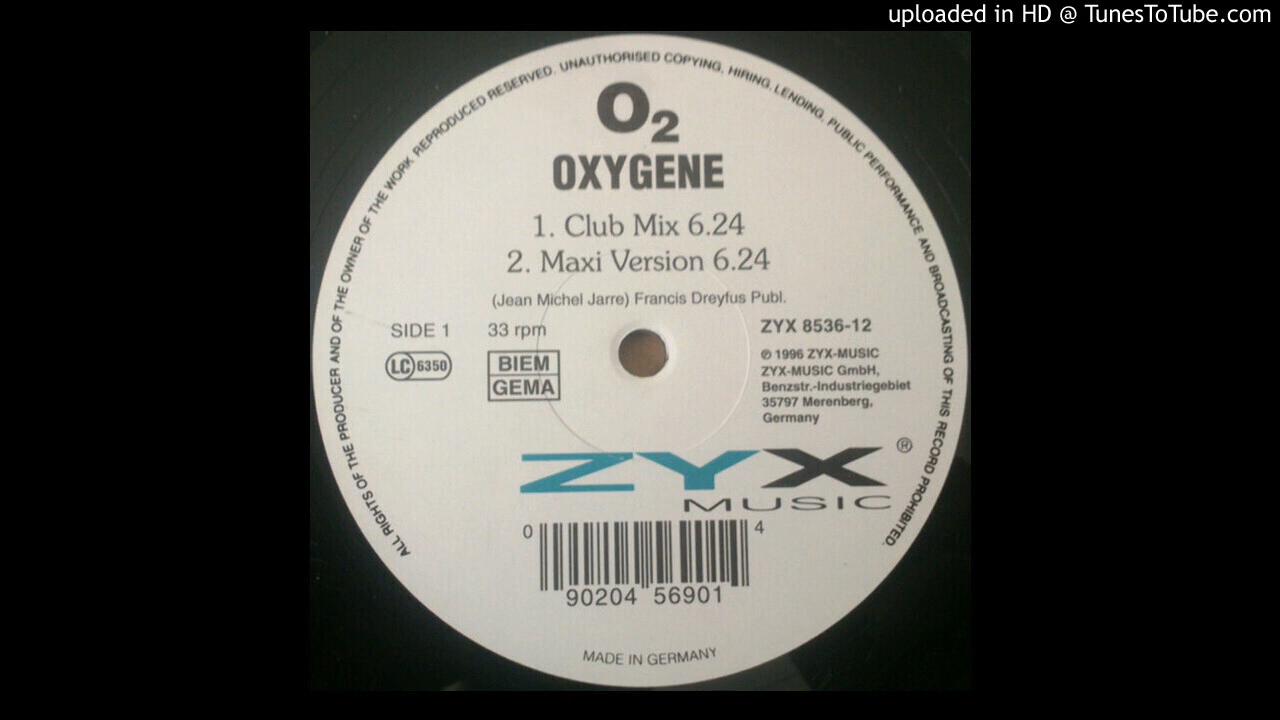 uploaded in HD @ TunesToTube.com
ALL RIGHTS OF THE PRODUCER AND OF THE OWNER OF THE WORK REPRODUCED RESERVED. UNAUTHORISED COPYING, HIRING, LENDING, PUBLIC PERFORMANCE AND BROADCASTING OF THIS RECORD PROHIBITED.
O2
OXYGENE
1. Club Mix 6.24
2. Maxi Version 6.24
(Jean Michel Jarre) Francis Dreyfus Publ.
SIDE 1 33 rpm
LC 6350
BIEM
GEMA
ZYX 8536-12
℗ 1996 ZYX-MUSIC
ZYX-MUSIC GmbH,
Benzstr.-Industriegebiet
35797 Merenberg,
Germany
ZYX ®
MUSIC
0 90204 56901 4
MADE IN GERMANY